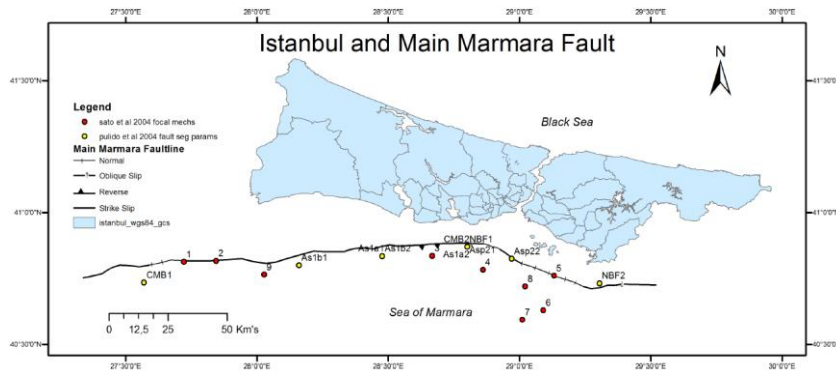 27°30'0"E 28°0'0"E 28°30'0"E 29°0'0"E 29°30'0"E 30°0'0"E
Istanbul and Main Marmara Fault
N
41°30'0"N 41°30'0"N
Legend
sato et al 2004 focal mechs
pulido et al 2004 fault seg params
Main Marmara Faultline
Normal
Oblique Slip
Reverse
Strike Slip
istanbul_wgs84_gcs
Black Sea
41°0'0"N 41°0'0"N
CMB2NBF1
1 2 As1a1As1b2 3 Asp21 Asp22
As1b1 As1a2
CMB1 9 4 5 NBF2
8
6
7
0 12,5 25 50 Km's
Sea of Marmara
40°30'0"N 40°30'0"N
27°30'0"E 28°0'0"E 28°30'0"E 29°0'0"E 29°30'0"E 30°0'0"E